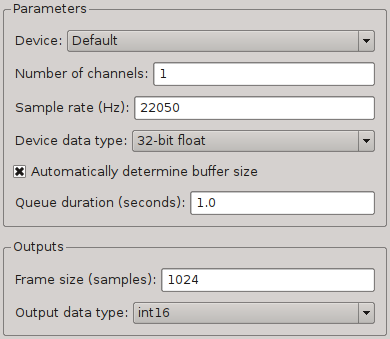 Parameters
Device: Default
Number of channels: 1
Sample rate (Hz): 22050
Device data type: 32-bit float
Automatically determine buffer size
Queue duration (seconds): 1.0
Outputs
Frame size (samples): 1024
Output data type: int16